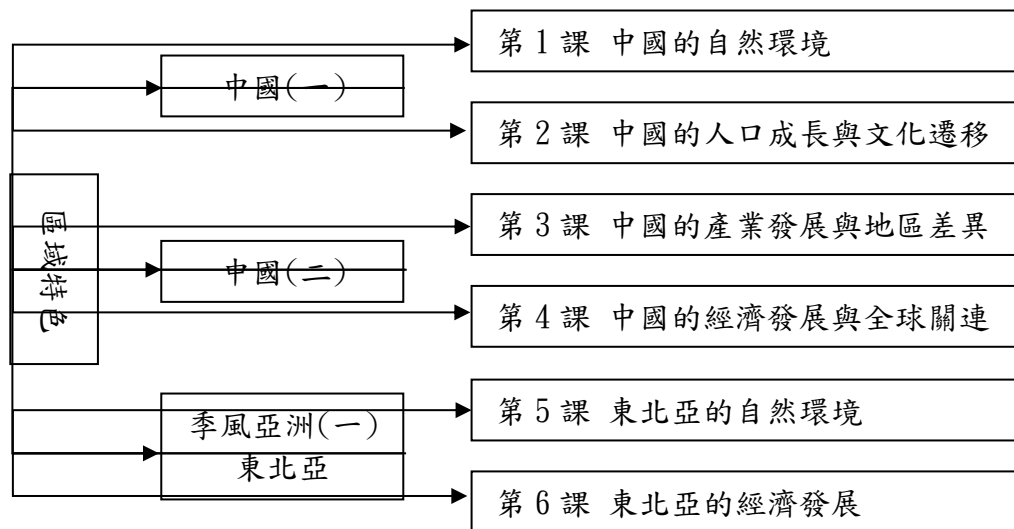 區域特色
中國(一)
第1課 中國的自然環境
第2課 中國的人口成長與文化遷移
中國(二)
第3課 中國的產業發展與地區差異
第4課 中國的經濟發展與全球關連
季風亞洲(一)
東北亞
第5課 東北亞的自然環境
第6課 東北亞的經濟發展